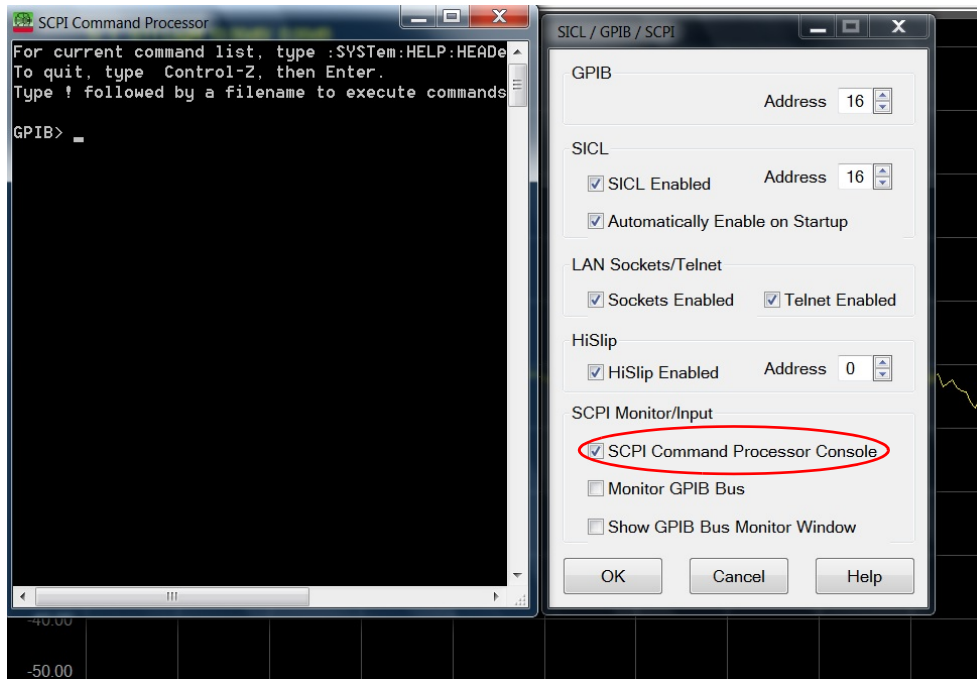 SCPI Command Processor
For current command list, type :SYSTem:HELP:HEADe
To quit, type Control-Z, then Enter.
Type ! followed by a filename to execute commands
GPIB> _
SICL / GPIB / SCPI
GPIB
Address 16
SICL
SICL Enabled Address 16
Automatically Enable on Startup
LAN Sockets/Telnet
Sockets Enabled Telnet Enabled
HiSlip
HiSlip Enabled Address 0
SCPI Monitor/Input
SCPI Command Processor Console
Monitor GPIB Bus
Show GPIB Bus Monitor Window
OK Cancel Help
-40.00
-50.00